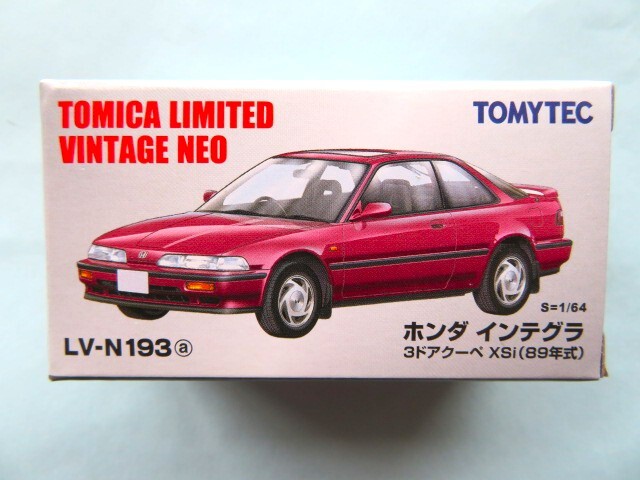 TOMICA LIMITED
VINTAGE NEO
TOMYTEC
S=1/64
LV-N193ⓐ
ホンダ インテグラ
3ドアクーペ XSi(89年式)